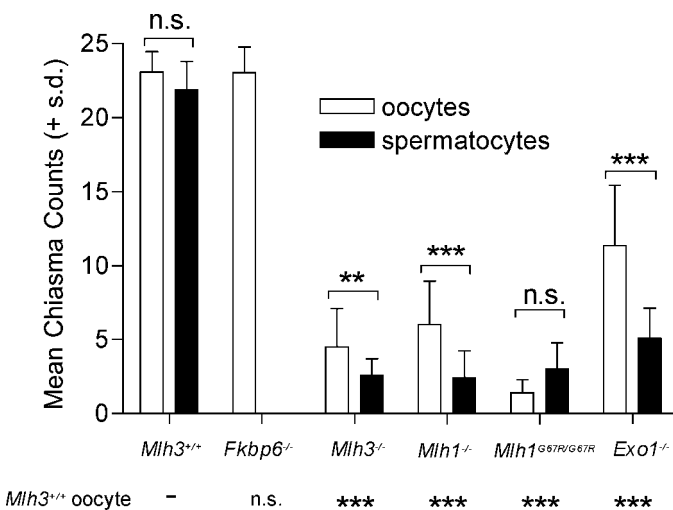 n.s.
25
20
15
10
5
0
Mean Chiasma Counts (+ s.d.)
oocytes
spermatocytes
***
**
***
n.s.
Mlh3+/+ Fkbp6-/- Mlh3-/- Mlh1-/- Mlh1G67R/G67R Exo1-/-
Mlh3+/+ oocyte - n.s. *** *** *** ***